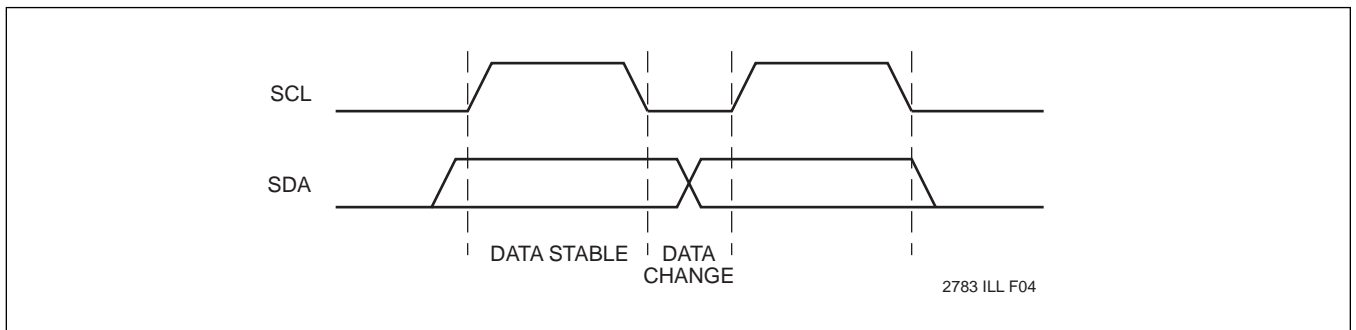 SCL
SDA
DATA STABLE
DATA
CHANGE
2783 ILL F04